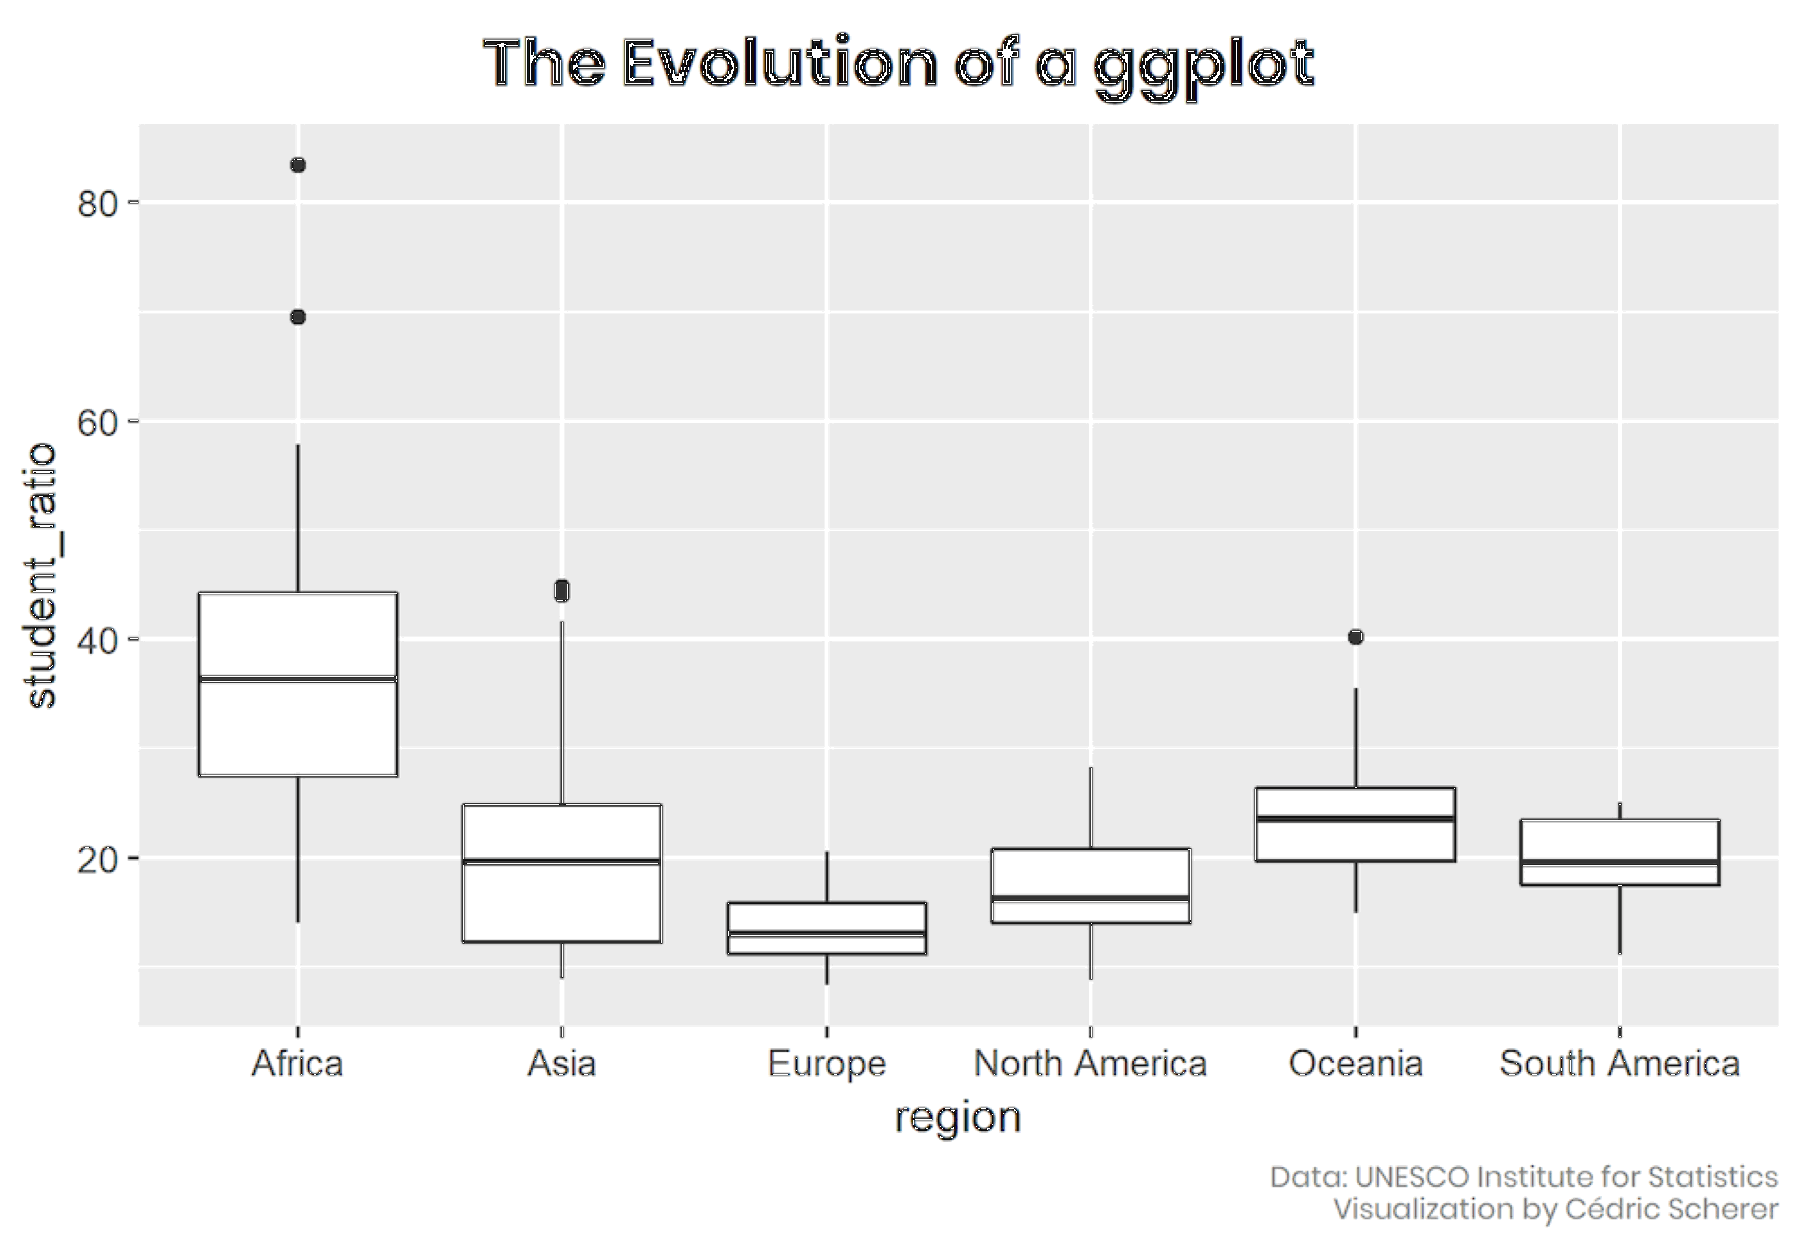 The Evolution of a ggplot
80
60
40
20
student_ratio
Africa Asia Europe North America Oceania South America
region
Data: UNESCO Institute for Statistics
Visualization by Cédric Scherer